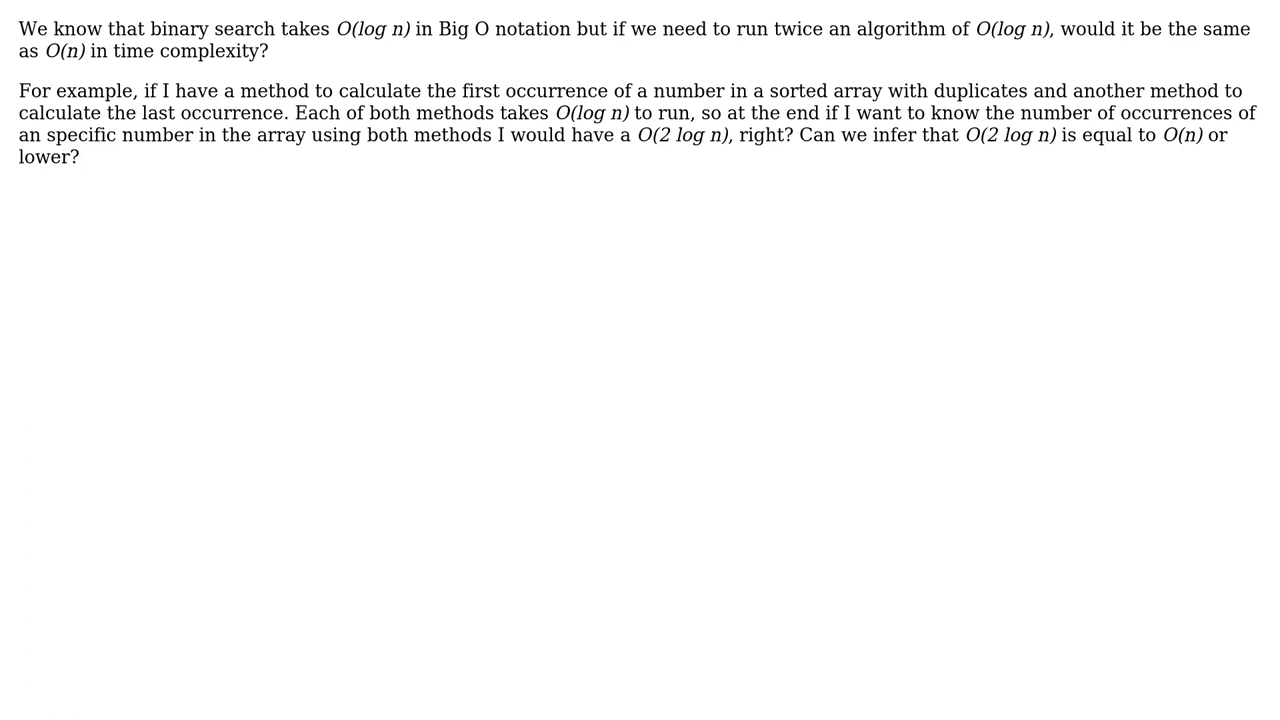 We know that binary search takes O(log n) in Big O notation but if we need to run twice an algorithm of O(log n), would it be the same
as O(n) in time complexity?
For example, if I have a method to calculate the first occurrence of a number in a sorted array with duplicates and another method to
calculate the last occurrence. Each of both methods takes O(log n) to run, so at the end if I want to know the number of occurrences of
an specific number in the array using both methods I would have a O(2 log n), right? Can we infer that O(2 log n) is equal to O(n) or
lower?